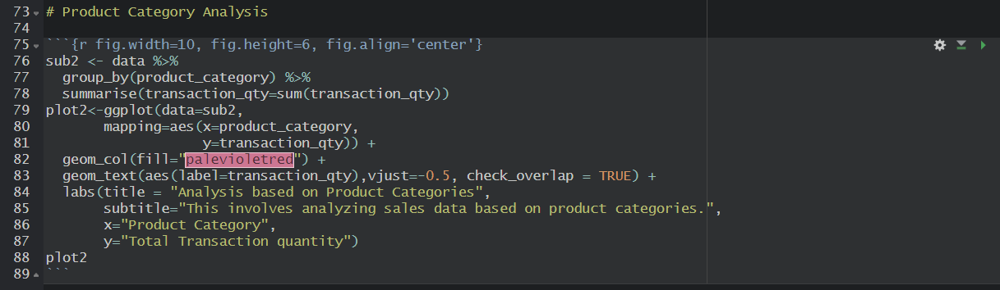 73 # Product Category Analysis
74
75 ```{r fig.width=10, fig.height=6, fig.align='center'}
76 sub2 <- data %>%
77   group_by(product_category) %>%
78   summarise(transaction_qty=sum(transaction_qty))
79 plot2<-ggplot(data=sub2,
80        mapping=aes(x=product_category,
81                    y=transaction_qty)) +
82   geom_col(fill="palevioletred") +
83   geom_text(aes(label=transaction_qty),vjust=-0.5, check_overlap = TRUE) +
84   labs(title = "Analysis based on Product Categories",
85        subtitle="This involves analyzing sales data based on product categories.",
86        x="Product Category",
87        y="Total Transaction quantity")
88 plot2
89 ```